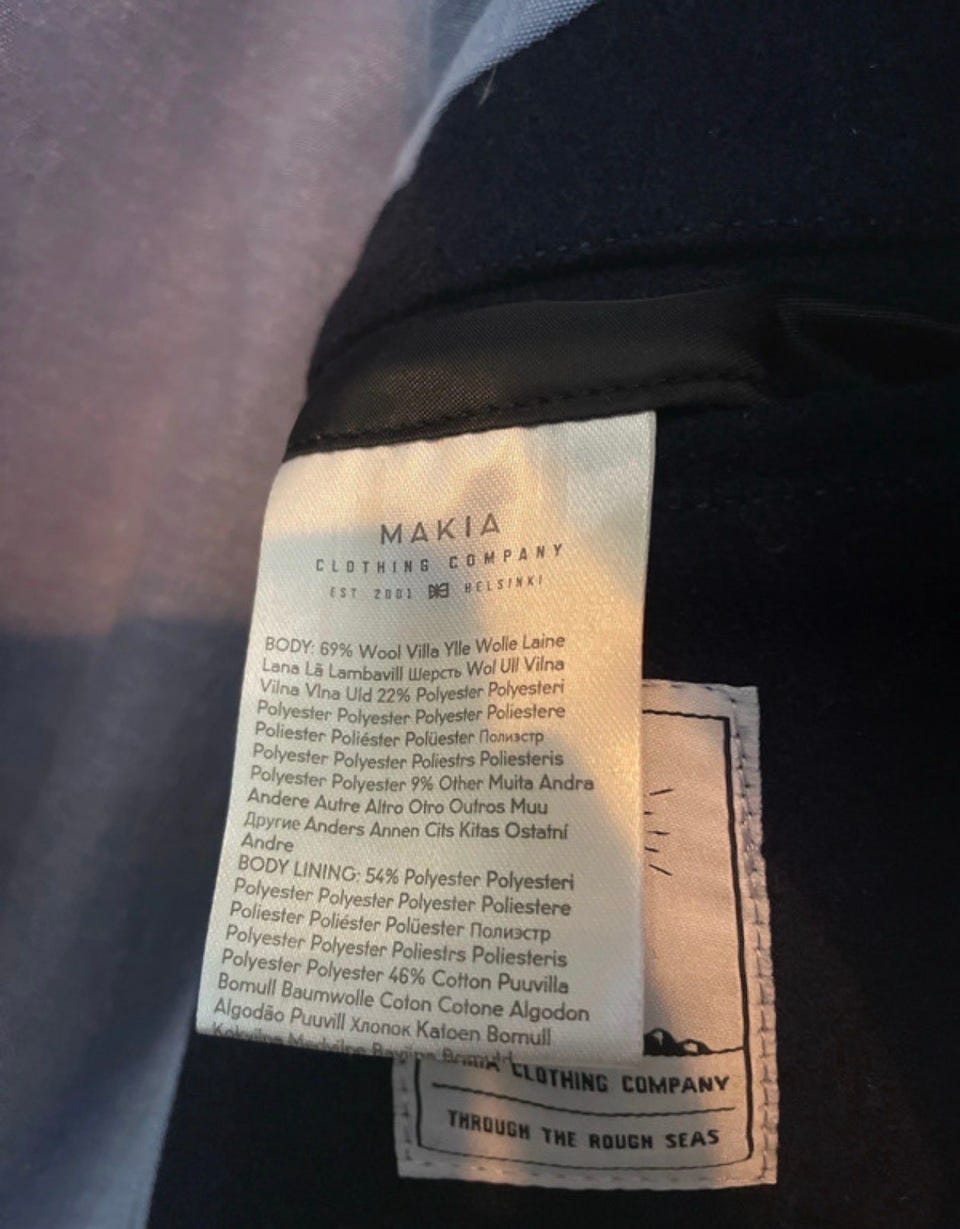 MAKIA
CLOTHING COMPANY
EST 2001 HELSINKI
BODY: 69% Wool Villa Ylle Wolle Laine
Lana Lã Lambavill Шерсть Wol Ull Vilna
Vilna Vlna Uld 22% Polyester Polyesteri
Polyester Polyester Polyester Poliestere
Poliester Poliéster Polüester Полиэстр
Polyester Polyester Poliestrs Poliesteris
Polyester Polyester 9% Other Muita Andra
Andere Autre Altro Otro Outros Muu
Другие Anders Annen Cits Kitas Ostatní
Andre
BODY LINING: 54% Polyester Polyesteri
Polyester Polyester Polyester Poliestere
Poliester Poliéster Polüester Полиэстр
Polyester Polyester Poliestrs Poliesteris
Polyester Polyester 46% Cotton Puuvilla
Bomull Baumwolle Coton Cotone Algodon
Algodão Puuvill Хлопок Katoen Bomull
Kokvilna Medvilne Bavlna Bomuld
CLOTHING COMPANY
THROUGH THE ROUGH SEAS